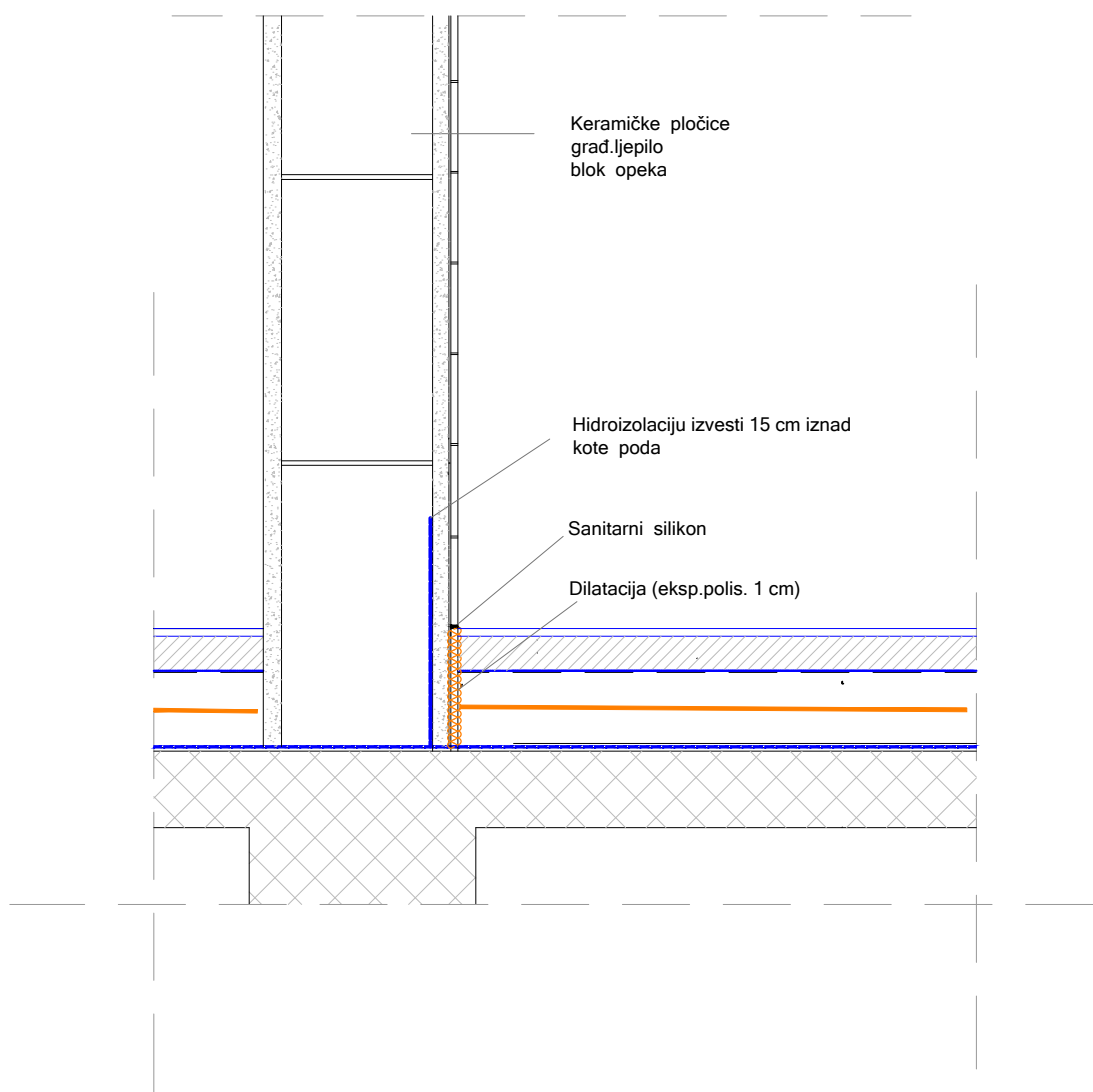 Keramičke pločice
građ.ljepilo
blok opeka
Hidroizolaciju izvesti 15 cm iznad
kote poda
Sanitarni silikon
Dilatacija (eksp.polis. 1 cm)